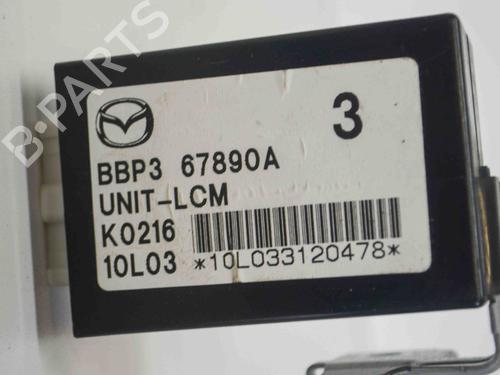 B-PARTS
3
BBP3 67890A
UNIT-LCM
K0216
10L03 *10L033120478*